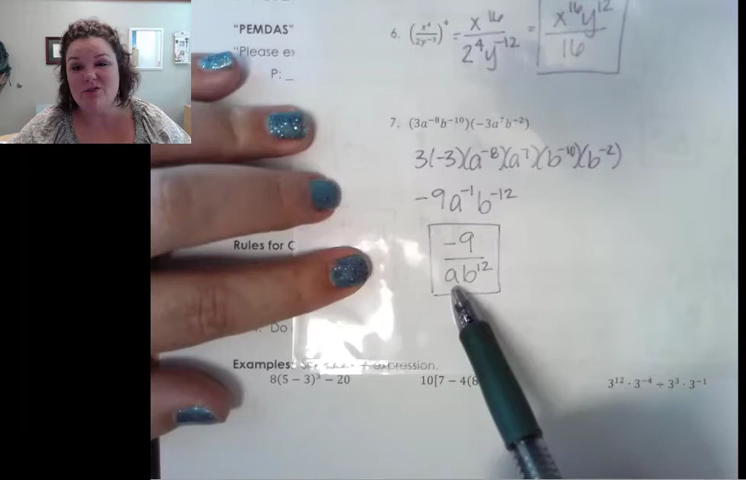 "PEMDAS"
"Please e
P: _
6. (x⁴/2y⁻³)⁴ = x¹⁶/2⁴y⁻¹² = x¹⁶y¹²/16
7. (3a⁻⁸b⁻¹⁰)(−3a⁷b⁻²)
3(-3)(a⁻⁸)(a⁷)(b⁻¹⁰)(b⁻²)
-9a⁻¹b⁻¹²
-9/ab¹²
Rules for
Do
Examples: expression.
8(5 − 3)³ − 20
10[7 − 4(8
3¹² · 3⁻⁴ ÷ 3³ · 3⁻¹